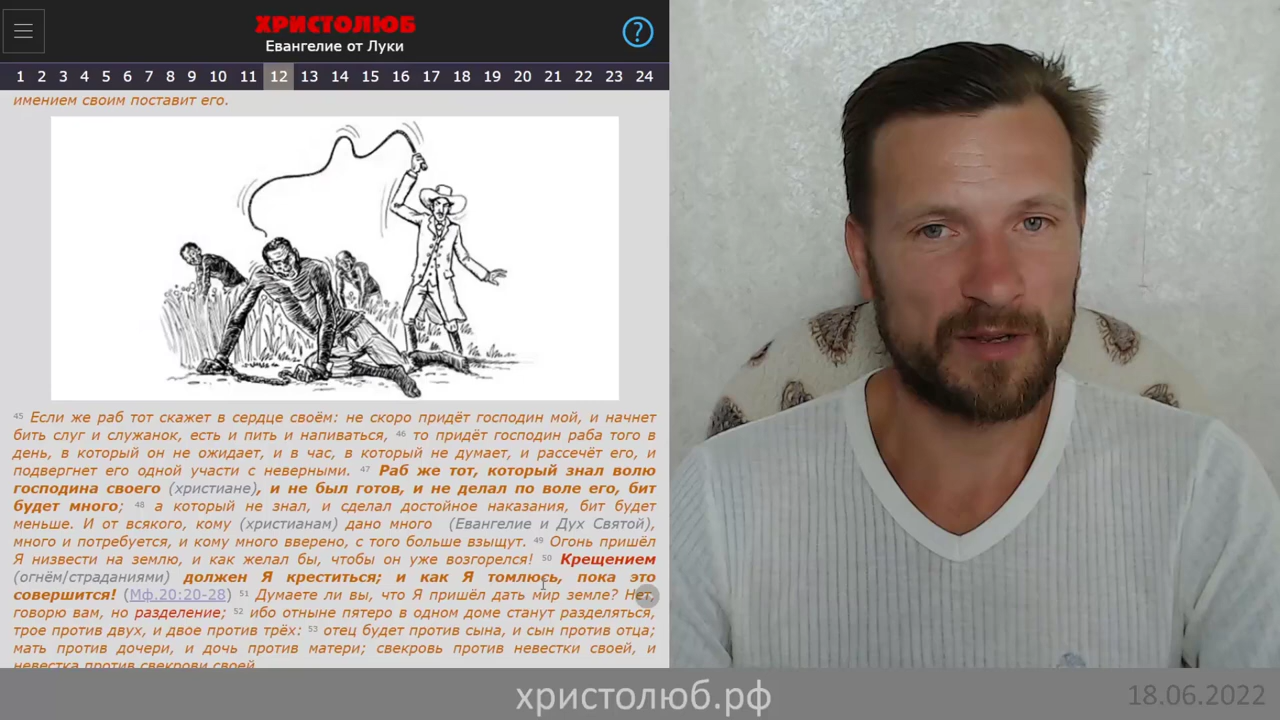 ХРИСТОЛЮБ
Евангелие от Луки
?
1 2 3 4 5 6 7 8 9 10 11 12 13 14 15 16 17 18 19 20 21 22 23 24
имением своим поставит его.
45 Если же раб тот скажет в сердце своём: не скоро придёт господин мой, и начнет
бить слуг и служанок, есть и пить и напиваться, 46 то придёт господин раба того в
день, в который он не ожидает, и в час, в который не думает, и рассечёт его, и
подвергнет его одной участи с неверными. 47 Раб же тот, который знал волю
господина своего (христиане), и не был готов, и не делал по воле его, бит
будет много; 48 а который не знал, и сделал достойное наказания, бит будет
меньше. И от всякого, кому (христианам) дано много (Евангелие и Дух Святой),
много и потребуется, и кому много вверено, с того больше взыщут. 49 Огонь пришёл
Я низвести на землю, и как желал бы, чтобы он уже возгорелся! 50 Крещением
(огнём/страданиями) должен Я креститься; и как Я томлюсь, пока это
совершится! (Мф.20:20-28) 51 Думаете ли вы, что Я пришёл дать мир земле? Нет,
говорю вам, но разделение; 52 ибо отныне пятеро в одном доме станут разделяться,
трое против двух, и двое против трёх: 53 отец будет против сына, и сын против отца;
мать против дочери, и дочь против матери; свекровь против невестки своей, и
невестка против свекрови своей.
христолюб.рф
18.06.2022